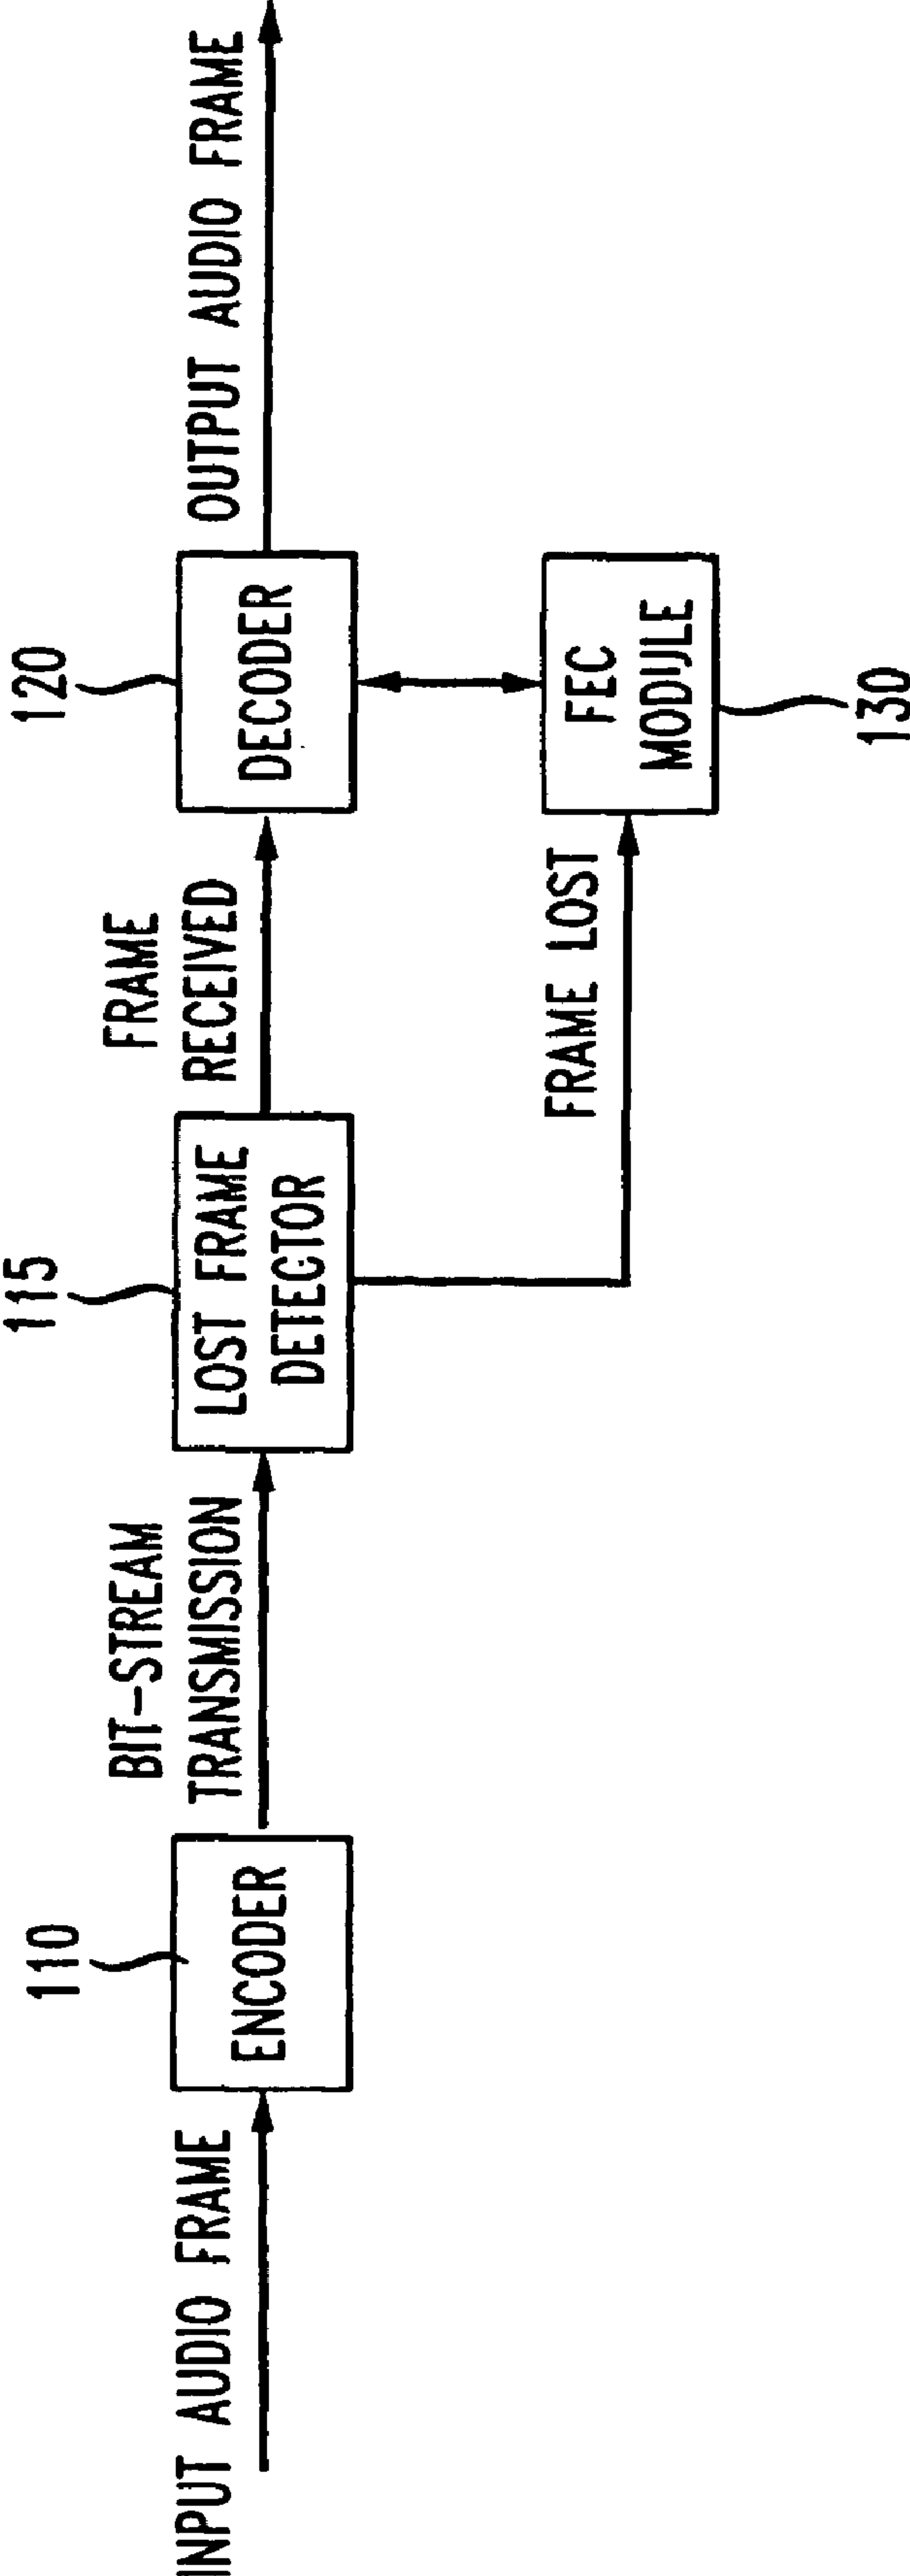 INPUT AUDIO FRAME
110
ENCODER
BIT-STREAM
TRANSMISSION
115
LOST FRAME
DETECTOR
FRAME
RECEIVED
FRAME LOST
120
DECODER
FEC
MODULE
130
OUTPUT AUDIO FRAME